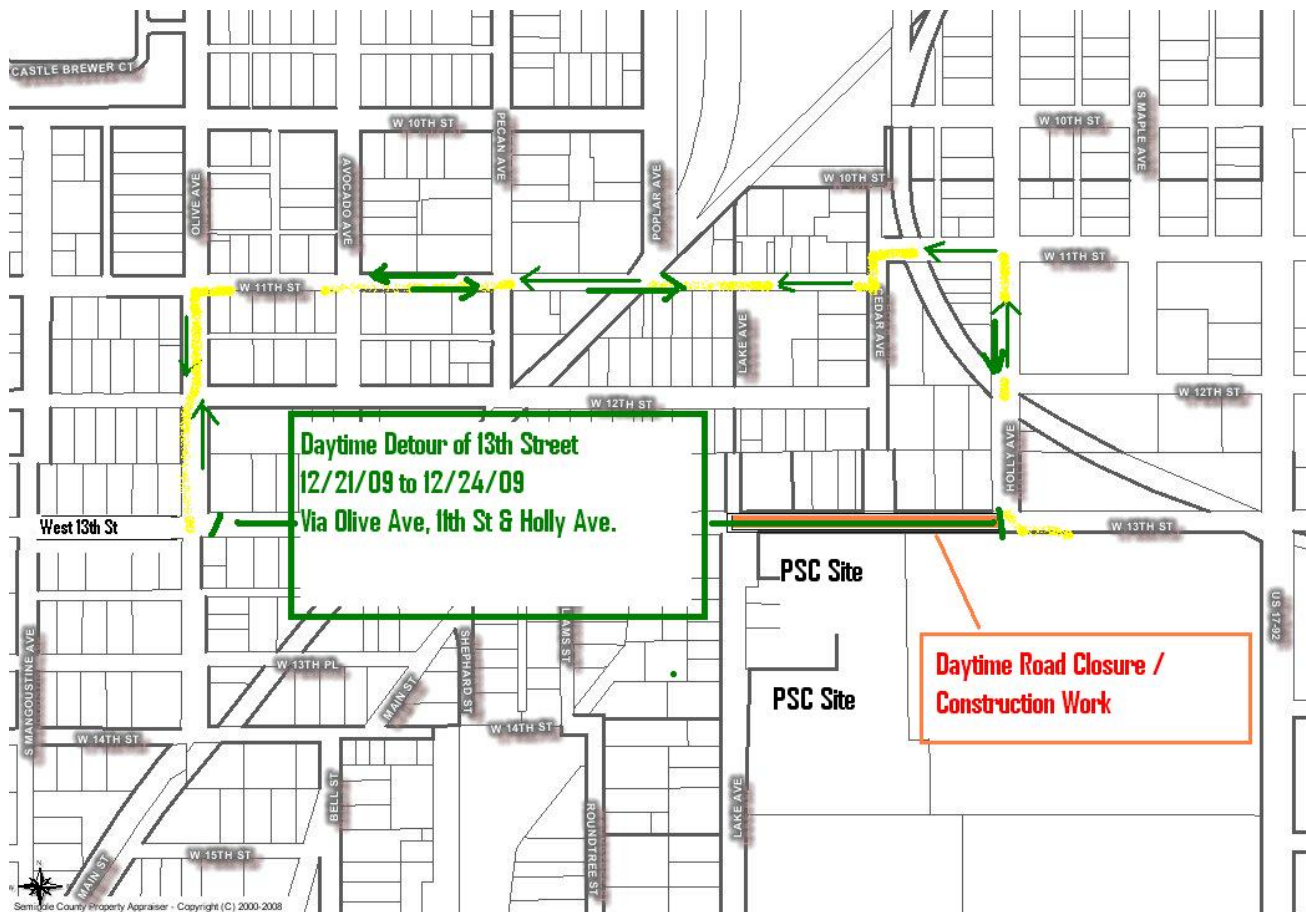 CASTLE BREWER CT
W 10TH ST
PECAN AVE
W 10TH ST
S MAPLE AVE
OLIVE AVE
AVOCADO AVE
POPLAR AVE
W 10TH ST
W 11TH ST
W 11TH ST
LAKE AVE
CEDAR AVE
W 12TH ST
W 12TH ST
HOLLY AVE
Daytime Detour of 13th Street
12/21/09 to 12/24/09
Via Olive Ave, 11th St & Holly Ave.
West 13th St
W 13TH ST
PSC Site
US 17-92
S MANGOUSTINE AVE
W 13TH PL
MAIN ST
SHEPHARD ST
LIAMS ST
Daytime Road Closure /
Construction Work
PSC Site
W 14TH ST
W 14TH ST
BELL ST
ROUNDTREE ST
LAKE AVE
W 15TH ST
MAIN ST
N
Seminole County Property Appraiser - Copyright (C) 2000-2008